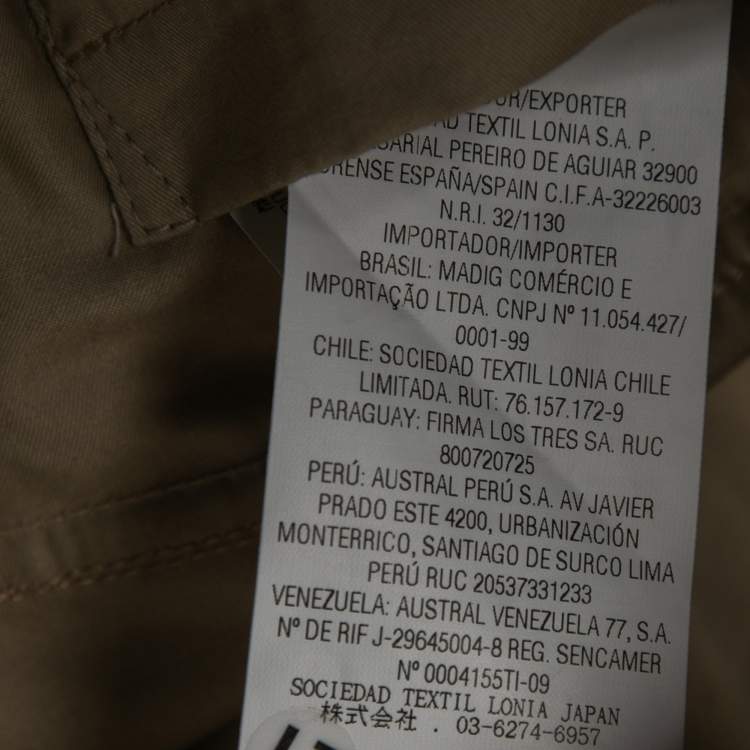 /EXPORTER
TEXTIL LONIA S.A. P.
PEREIRO DE AGUIAR 32900
ESPAÑA/SPAIN C.I.F.A-32226003
N.R.I. 32/1130
IMPORTADOR/IMPORTER
BRASIL: MADIG COMÉRCIO E
IMPORTAÇÃO LTDA. CNPJ Nº 11.054.427/
0001-99
CHILE: SOCIEDAD TEXTIL LONIA CHILE
LIMITADA. RUT: 76.157.172-9
PARAGUAY: FIRMA LOS TRES SA. RUC
800720725
PERÚ: AUSTRAL PERÚ S.A. AV JAVIER
PRADO ESTE 4200, URBANIZACIÓN
MONTERRICO, SANTIAGO DE SURCO LIMA
PERÚ RUC 20537331233
VENEZUELA: AUSTRAL VENEZUELA 77, S.A.
Nº DE RIF J-29645004-8 REG. SENCAMER
Nº 0004155TI-09
SOCIEDAD TEXTIL LONIA JAPAN
株式会社 . 03-6274-6957